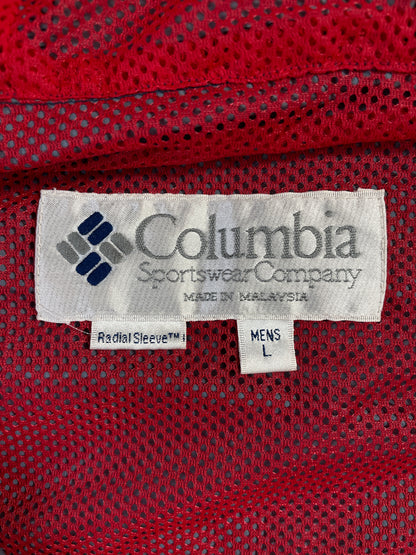 Columbia
Sportswear Company
MADE IN MALAYSIA
Radial Sleeve™
MENS
L